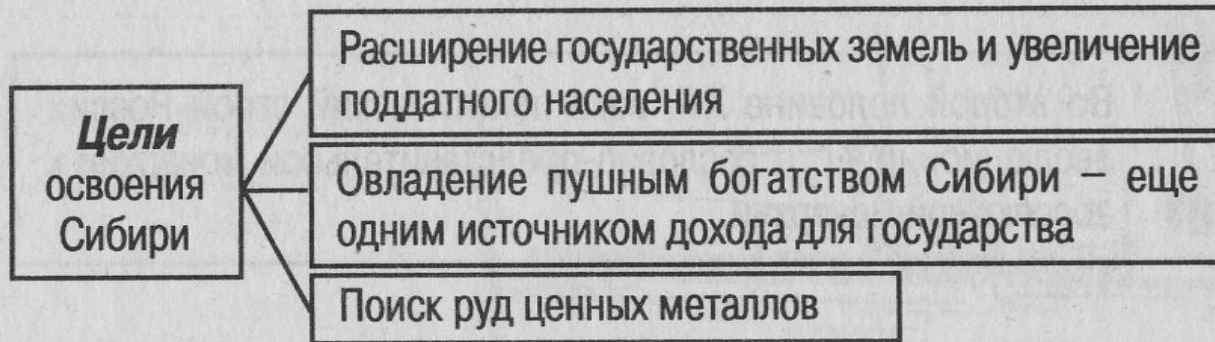 Цели
освоения
Сибири
Расширение государственных земель и увеличение
поддатного населения
Овладение пушным богатством Сибири – еще
одним источником дохода для государства
Поиск руд ценных металлов